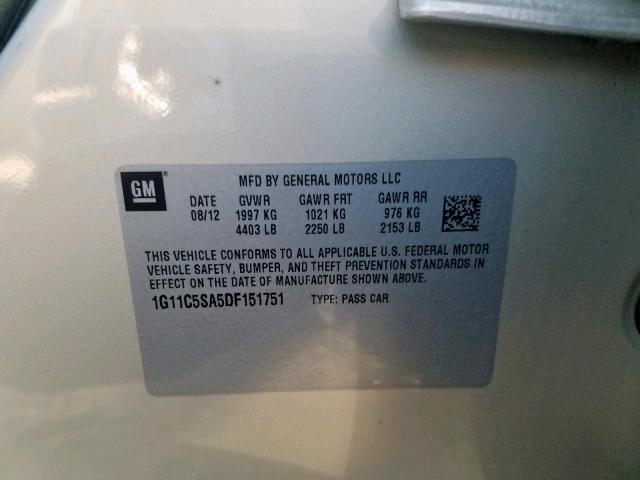 GM®
MFD BY GENERAL MOTORS LLC
DATE GVWR GAWR FRT GAWR RR
08/12 1997 KG 1021 KG 976 KG
4403 LB 2250 LB 2153 LB
THIS VEHICLE CONFORMS TO ALL APPLICABLE U.S. FEDERAL MOTOR
VEHICLE SAFETY, BUMPER, AND THEFT PREVENTION STANDARDS IN
EFFECT ON THE DATE OF MANUFACTURE SHOWN ABOVE.
1G11C5SA5DF151751 TYPE: PASS CAR